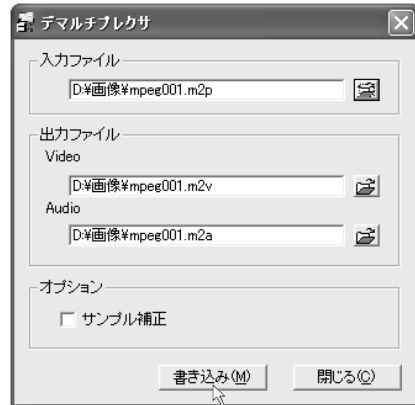 デマルチプレクサ
入力ファイル
D:¥画像¥mpeg001.m2p
出力ファイル
Video
D:¥画像¥mpeg001.m2v
Audio
D:¥画像¥mpeg001.m2a
オプション
サンプル補正
書き込み(M) 閉じる(C)